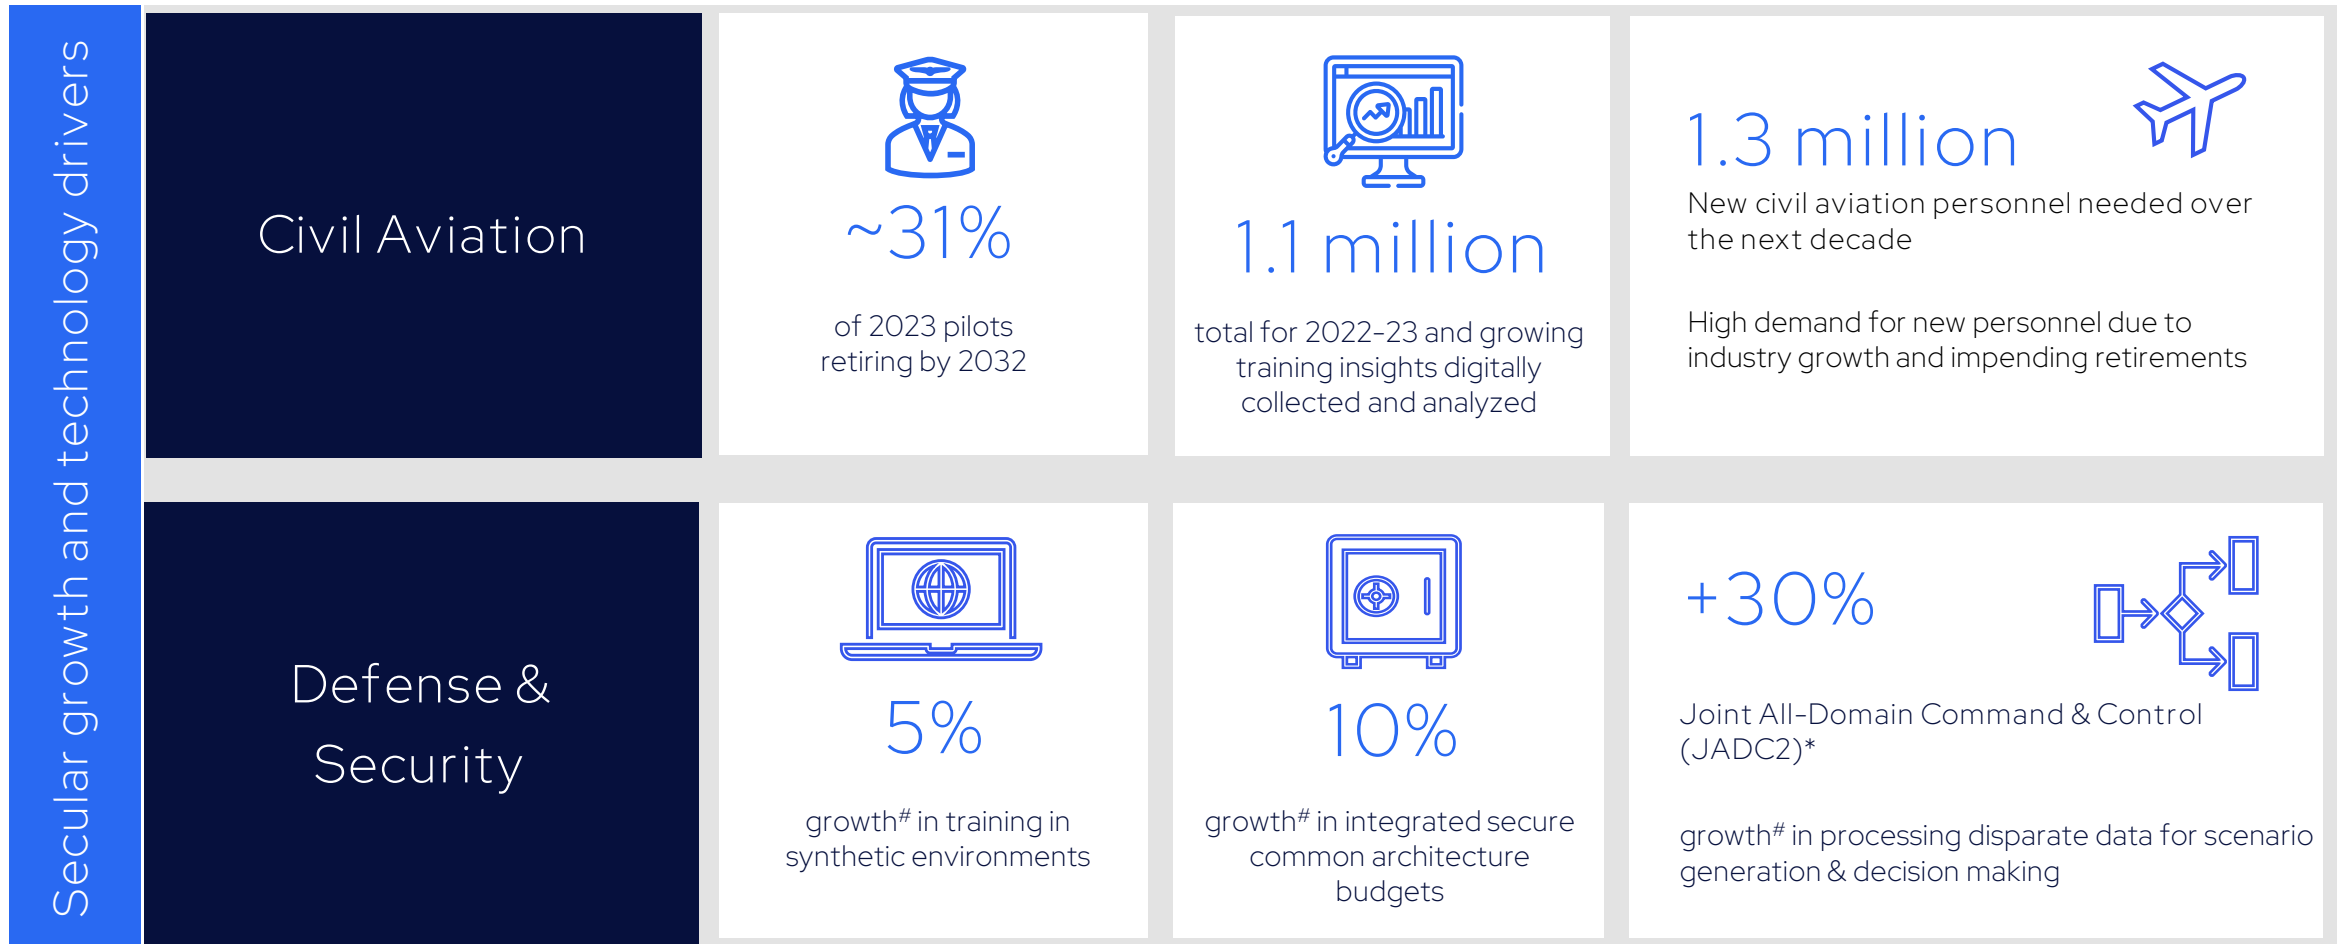 Secular growth and technology drivers
Civil Aviation
~31%
of 2023 pilots
retiring by 2032
1.1 million
total for 2022-23 and growing
training insights digitally
collected and analyzed
1.3 million
New civil aviation personnel needed over
the next decade
High demand for new personnel due to
industry growth and impending retirements
Defense &
Security
5%
growth# in training in
synthetic environments
10%
growth# in integrated secure
common architecture
budgets
+30%
Joint All-Domain Command & Control
(JADC2)*
growth# in processing disparate data for scenario
generation & decision making